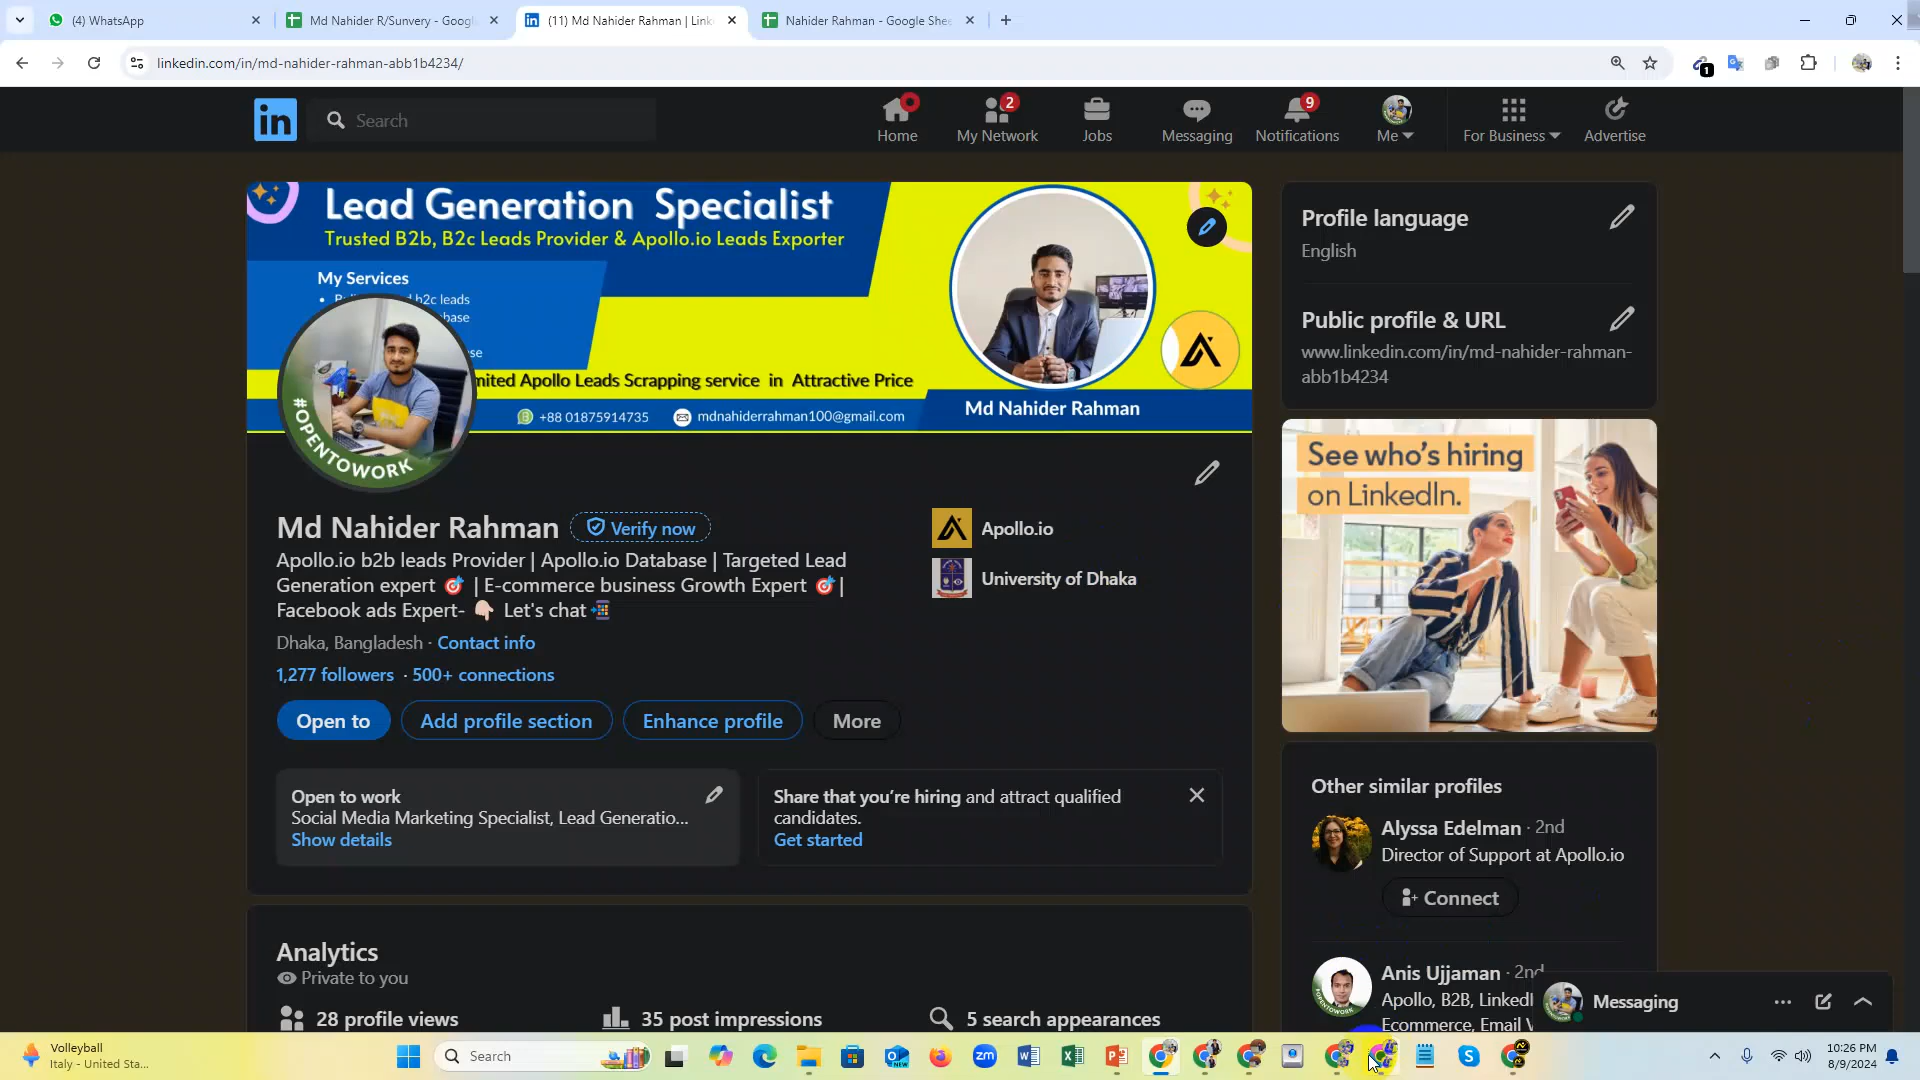 (4) WhatsApp
Md Nahider R/Sunvery - Google
(11) Md Nahider Rahman | Link
Nahider Rahman - Google Shee
linkedin.com/in/md-nahider-rahman-abb1b4234/
1
in
Search
Home
2
My Network
Jobs
Messaging
9
Notifications
Me
For Business
Advertise
Lead Generation Specialist
Trusted B2b, B2c Leads Provider & Apollo.io Leads Exporter
My Services
b2c leads
mited Apollo Leads Scrapping service in Attractive Price
+88 01875914735
mdnahiderrahman100@gmail.com
Md Nahider Rahman
#OPENTOWORK
Md Nahider Rahman
Verify now
Apollo.io b2b leads Provider | Apollo.io Database | Targeted Lead
Generation expert 🎯 | E-commerce business Growth Expert 🎯 |
Facebook ads Expert- 👇🏻 Let's chat 📲
Dhaka, Bangladesh · Contact info
1,277 followers · 500+ connections
Apollo.io
University of Dhaka
Open to
Add profile section
Enhance profile
More
Open to work
Social Media Marketing Specialist, Lead Generatio...
Show details
Share that you’re hiring and attract qualified
candidates.
Get started
Analytics
Private to you
28 profile views
35 post impressions
5 search appearances
Profile language
English
Public profile & URL
www.linkedin.com/in/md-nahider-rahman-
abb1b4234
See who's hiring
on LinkedIn.
Other similar profiles
Alyssa Edelman · 2nd
Director of Support at Apollo.io
Connect
Anis Ujjaman · 2nd
Apollo, B2B, LinkedI
Ecommerce, Email
Messaging
Volleyball
Italy - United Sta...
Search
NEW
zm
10:26 PM
8/9/2024